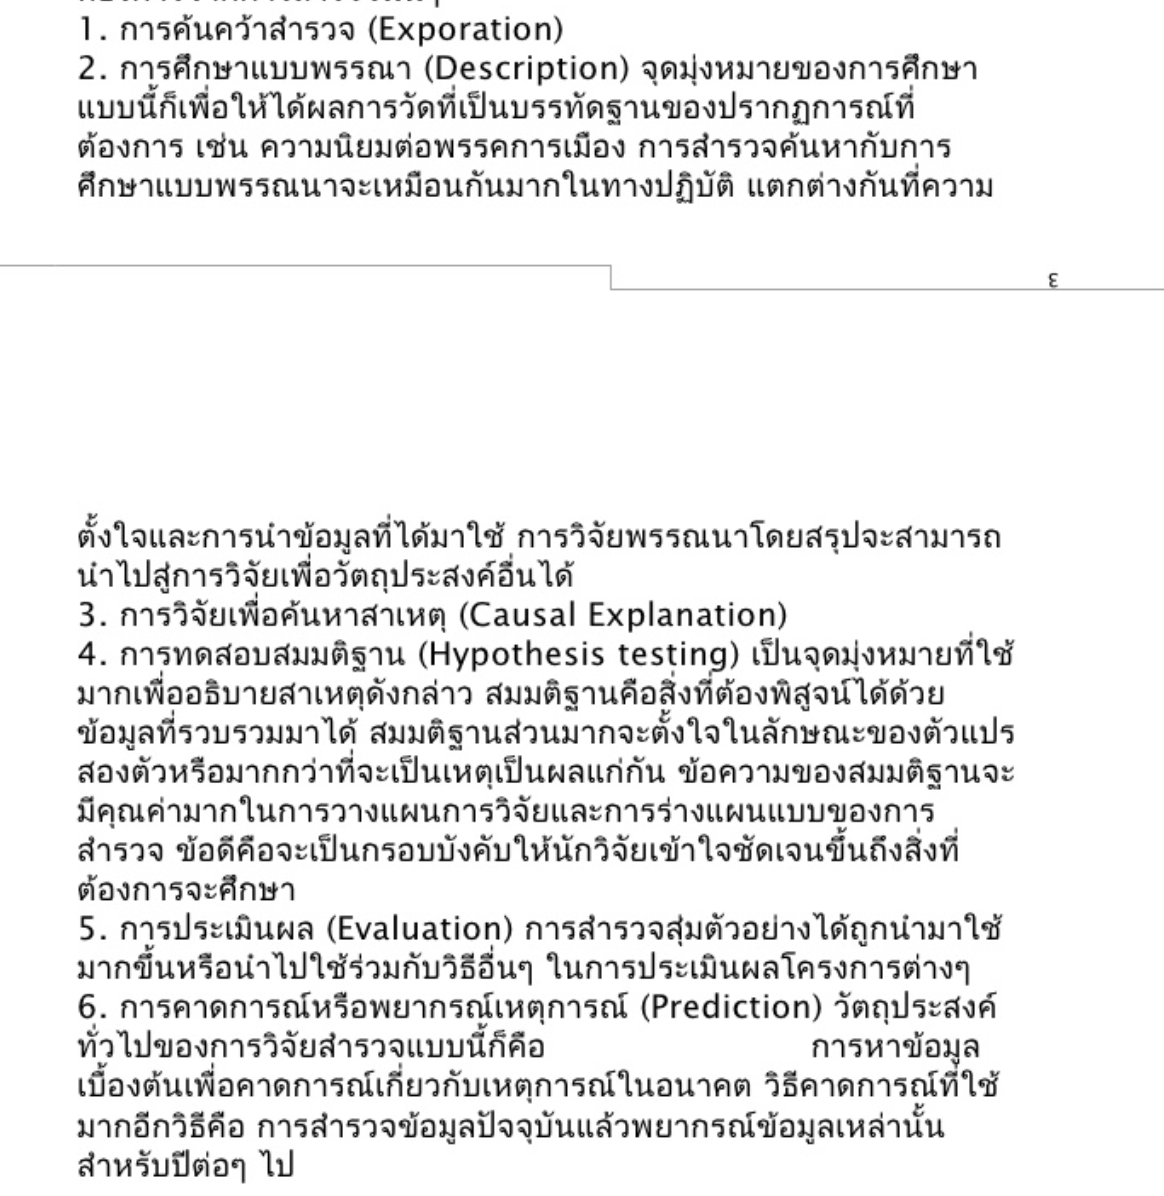 1. การค้นคว้าสำรวจ (Exporation)
2. การศึกษาแบบพรรณา (Description) จุดมุ่งหมายของการศึกษา
แบบนี้ก็เพื่อให้ได้ผลการวัดที่เป็นบรรทัดฐานของปรากฏการณ์ที่
ต้องการ เช่น ความนิยมต่อพรรคการเมือง การสำรวจค้นหากับการ
ศึกษาแบบพรรณนาจะเหมือนกันมากในทางปฏิบัติ แตกต่างกันที่ความ
ตั้งใจและการนำข้อมูลที่ได้มาใช้ การวิจัยพรรณนาโดยสรุปจะสามารถ
นำไปสู่การวิจัยเพื่อวัตถุประสงค์อื่นได้
3. การวิจัยเพื่อค้นหาสาเหตุ (Causal Explanation)
4. การทดสอบสมมติฐาน (Hypothesis testing) เป็นจุดมุ่งหมายที่ใช้
มากเพื่ออธิบายสาเหตุดังกล่าว สมมติฐานคือสิ่งที่ต้องพิสูจน์ได้ด้วย
ข้อมูลที่รวบรวมมาได้ สมมติฐานส่วนมากจะตั้งใจในลักษณะของตัวแปร
สองตัวหรือมากกว่าที่จะเป็นเหตุเป็นผลแก่กัน ข้อความของสมมติฐานจะ
มีคุณค่ามากในการวางแผนการวิจัยและการร่างแผนแบบของการ
สำรวจ ข้อดีคือจะเป็นกรอบบังคับให้นักวิจัยเข้าใจชัดเจนขึ้นถึงสิ่งที่
ต้องการจะศึกษา
5. การประเมินผล (Evaluation) การสำรวจสุ่มตัวอย่างได้ถูกนำมาใช้
มากขึ้นหรือนำไปใช้ร่วมกับวิธีอื่นๆ ในการประเมินผลโครงการต่างๆ
6. การคาดการณ์หรือพยากรณ์เหตุการณ์ (Prediction) วัตถุประสงค์
ทั่วไปของการวิจัยสำรวจแบบนี้ก็คือ การหาข้อมูล
เบื้องต้นเพื่อคาดการณ์เกี่ยวกับเหตุการณ์ในอนาคต วิธีคาดการณ์ที่ใช้
มากอีกวิธีคือ การสำรวจข้อมูลปัจจุบันแล้วพยากรณ์ข้อมูลเหล่านั้น
สำหรับปีต่อๆ ไป